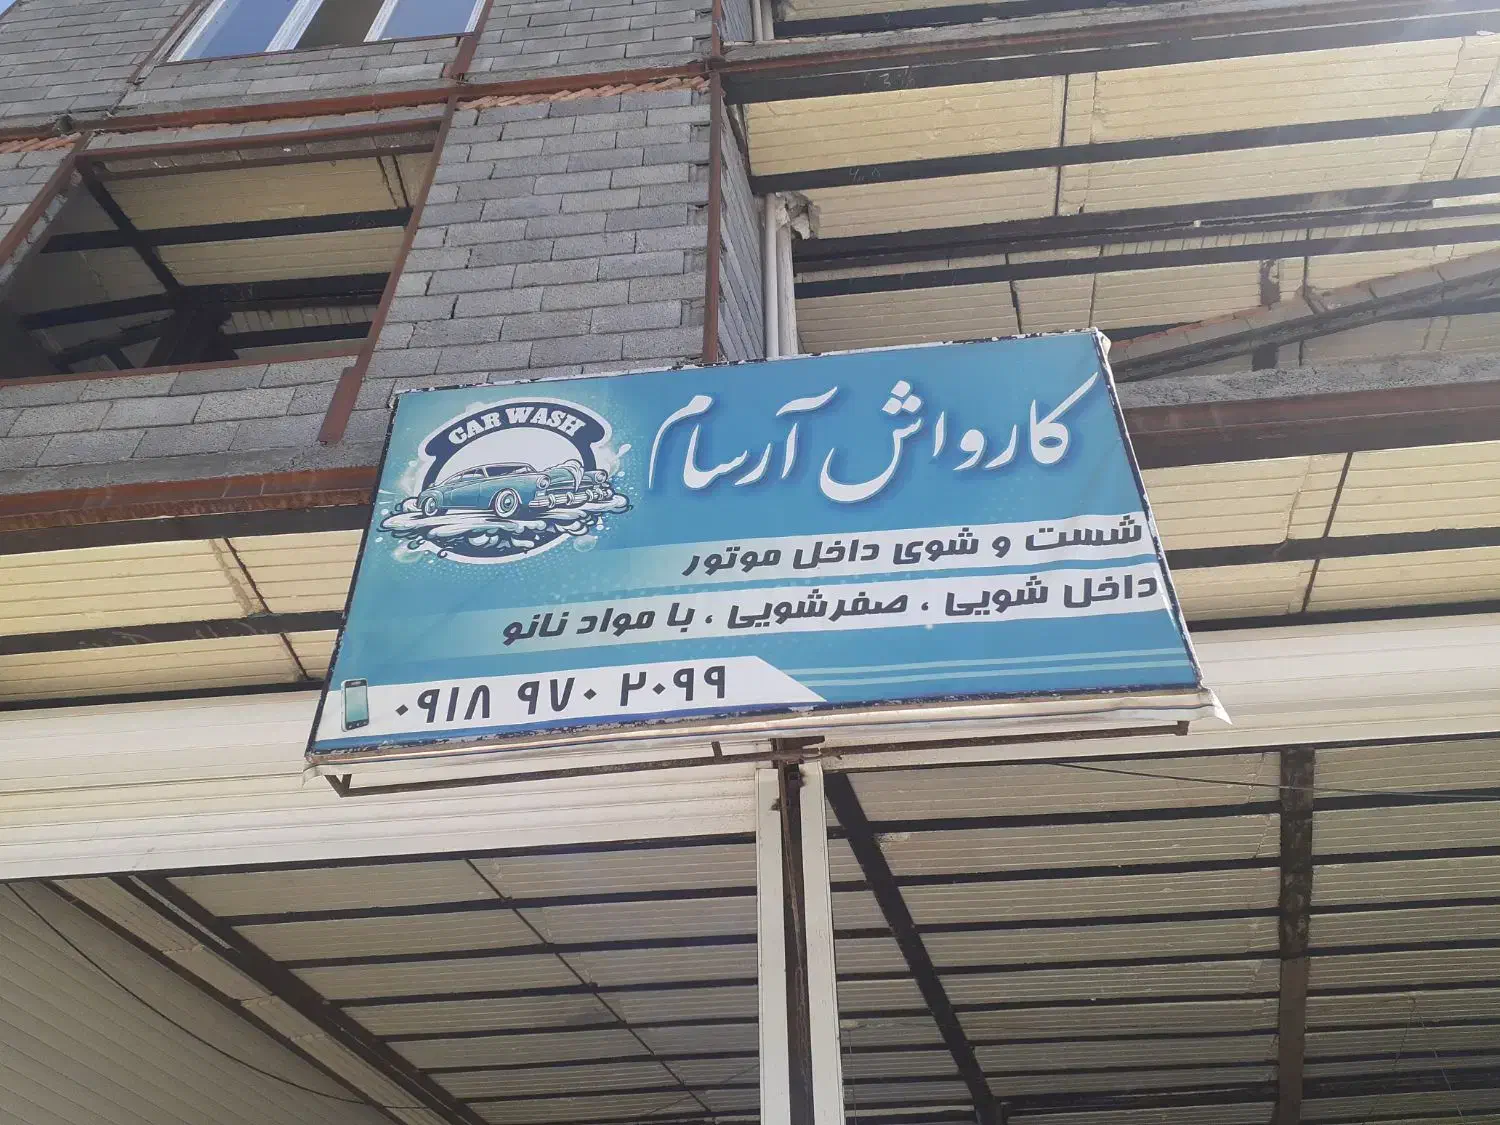 CAR WASH
کارواش آرسام
شست و شوی داخل موتور
داخل شویی ، صفرشویی ، با مواد نانو
۰۹۱۸ ۹۷۰ ۲۰۹۹